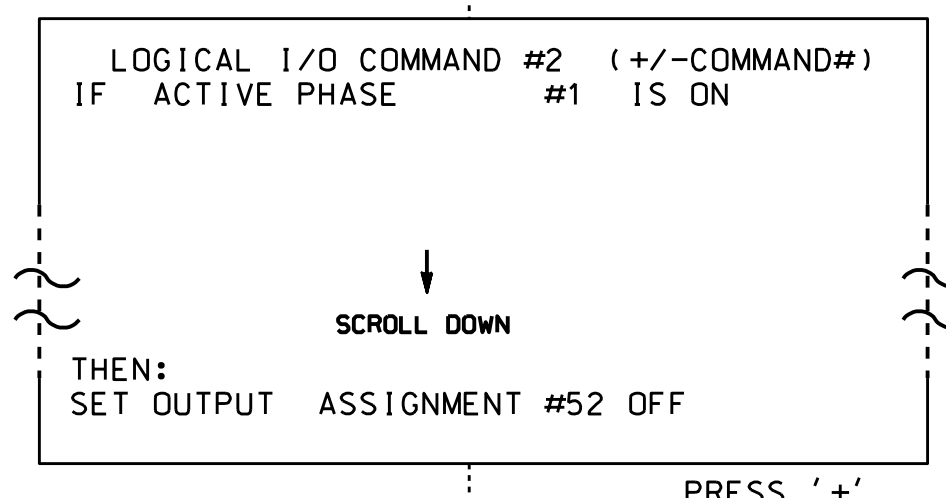 LOGICAL I/O COMMAND #2 (+/-COMMAND#)
IF ACTIVE PHASE #1 IS ON
SCROLL DOWN
THEN:
SET OUTPUT ASSIGNMENT #52 OFF
PRESS '+'